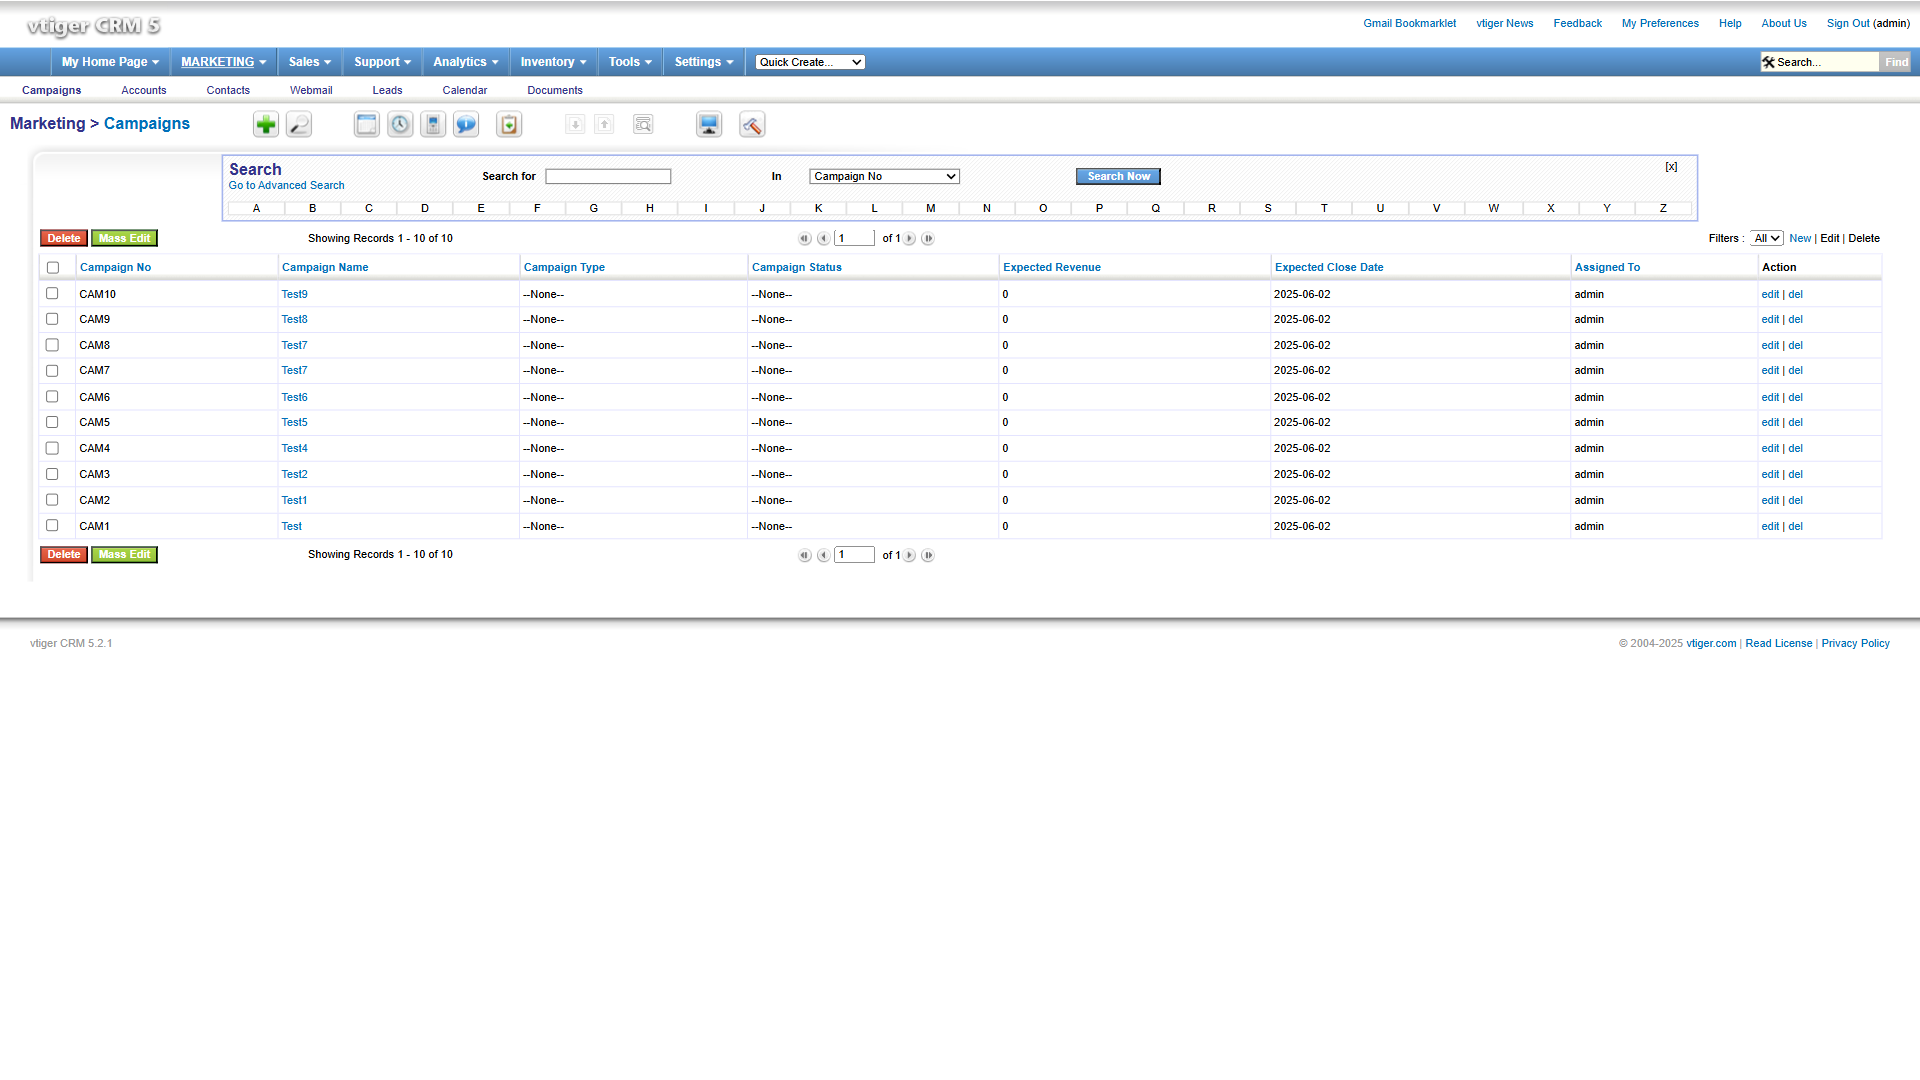 vtiger CRM 5
Gmail Bookmarklet vtiger News Feedback My Preferences Help About Us Sign Out (admin)
My Home Page MARKETING Sales Support Analytics Inventory Tools Settings Quick Create... Search... Find
Campaigns Accounts Contacts Webmail Leads Calendar Documents
Marketing > Campaigns
Search
Go to Advanced Search
Search for In Campaign No Search Now [x]
A B C D E F G H I J K L M N O P Q R S T U V W X Y Z
Delete Mass Edit Showing Records 1 - 10 of 10 1 of 1 Filters : All New | Edit | Delete
Campaign No Campaign Name Campaign Type Campaign Status Expected Revenue Expected Close Date Assigned To Action
CAM10 Test9 --None-- --None-- 0 2025-06-02 admin edit | del
CAM9 Test8 --None-- --None-- 0 2025-06-02 admin edit | del
CAM8 Test7 --None-- --None-- 0 2025-06-02 admin edit | del
CAM7 Test7 --None-- --None-- 0 2025-06-02 admin edit | del
CAM6 Test6 --None-- --None-- 0 2025-06-02 admin edit | del
CAM5 Test5 --None-- --None-- 0 2025-06-02 admin edit | del
CAM4 Test4 --None-- --None-- 0 2025-06-02 admin edit | del
CAM3 Test2 --None-- --None-- 0 2025-06-02 admin edit | del
CAM2 Test1 --None-- --None-- 0 2025-06-02 admin edit | del
CAM1 Test --None-- --None-- 0 2025-06-02 admin edit | del
Delete Mass Edit Showing Records 1 - 10 of 10 1 of 1
vtiger CRM 5.2.1 © 2004-2025 vtiger.com | Read License | Privacy Policy